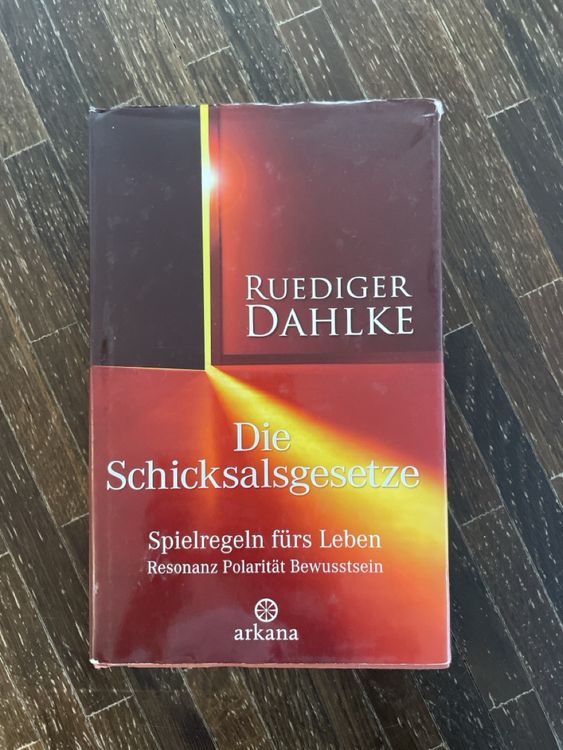 RUEDIGER
DAHLKE
Die
Schicksalsgesetze
Spielregeln fürs Leben
Resonanz Polarität Bewusstsein
arkana